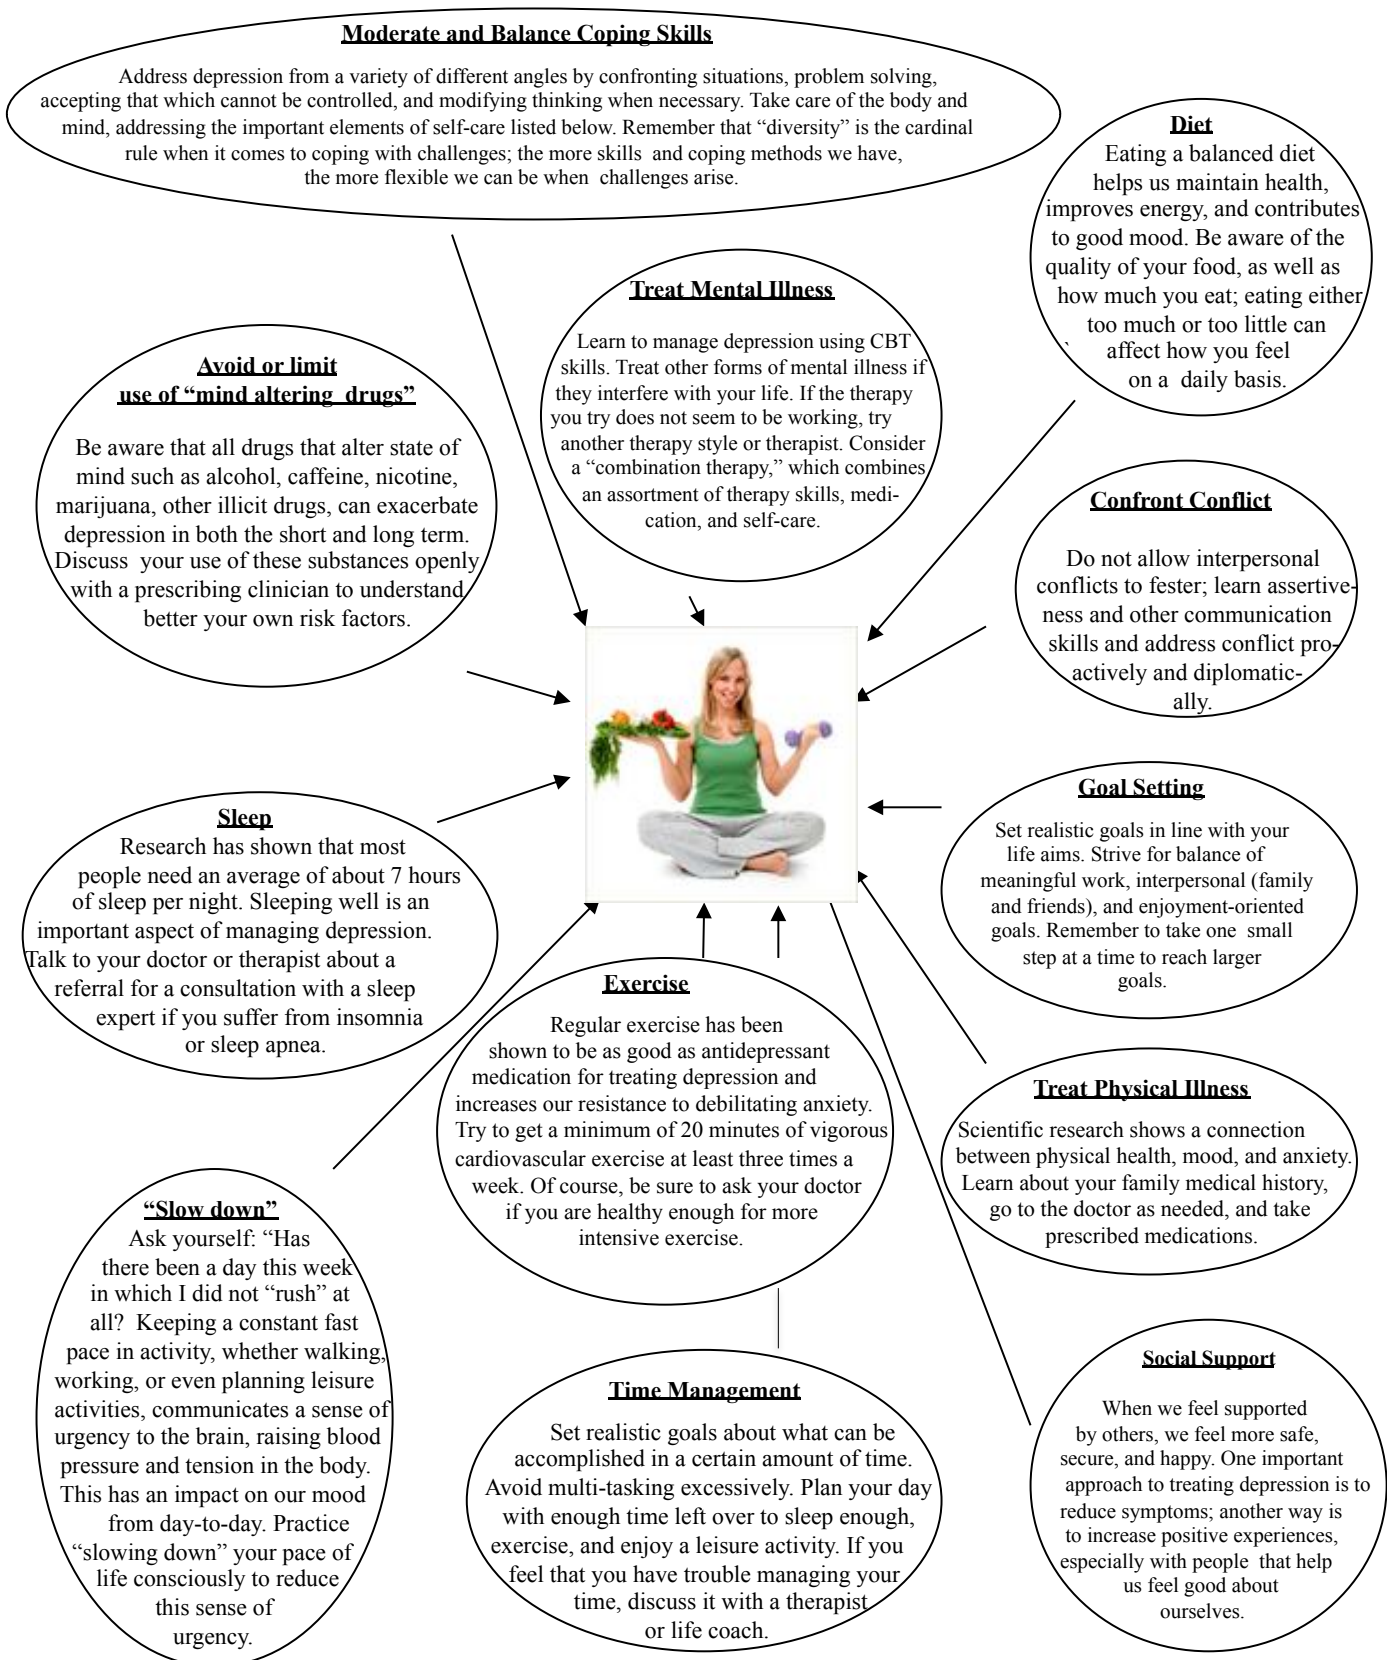 Moderate and Balance Coping Skills
Address depression from a variety of different angles by confronting situations, problem solving,
accepting that which cannot be controlled, and modifying thinking when necessary. Take care of the body and
mind, addressing the important elements of self-care listed below. Remember that “diversity” is the cardinal
rule when it comes to coping with challenges; the more skills and coping methods we have,
the more flexible we can be when challenges arise.
Diet
Eating a balanced diet
helps us maintain health,
improves energy, and contributes
to good mood. Be aware of the
quality of your food, as well as
how much you eat; eating either
too much or too little can
affect how you feel
on a daily basis.
Treat Mental Illness
Learn to manage depression using CBT
skills. Treat other forms of mental illness if
they interfere with your life. If the therapy
you try does not seem to be working, try
another therapy style or therapist. Consider
a “combination therapy,” which combines
an assortment of therapy skills, medi-
cation, and self-care.
Avoid or limit
use of “mind altering drugs”
Be aware that all drugs that alter state of
mind such as alcohol, caffeine, nicotine,
marijuana, other illicit drugs, can exacerbate
depression in both the short and long term.
Discuss your use of these substances openly
with a prescribing clinician to understand
better your own risk factors.
Confront Conflict
Do not allow interpersonal
conflicts to fester; learn assertive-
ness and other communication
skills and address conflict pro-
actively and diplomatic-
ally.
Goal Setting
Set realistic goals in line with your
life aims. Strive for balance of
meaningful work, interpersonal (family
and friends), and enjoyment-oriented
goals. Remember to take one small
step at a time to reach larger
goals.
Sleep
Research has shown that most
people need an average of about 7 hours
of sleep per night. Sleeping well is an
important aspect of managing depression.
Talk to your doctor or therapist about a
referral for a consultation with a sleep
expert if you suffer from insomnia
or sleep apnea.
Exercise
Regular exercise has been
shown to be as good as antidepressant
medication for treating depression and
increases our resistance to debilitating anxiety.
Try to get a minimum of 20 minutes of vigorous
cardiovascular exercise at least three times a
week. Of course, be sure to ask your doctor
if you are healthy enough for more
intensive exercise.
Treat Physical Illness
Scientific research shows a connection
between physical health, mood, and anxiety.
Learn about your family medical history,
go to the doctor as needed, and take
prescribed medications.
“Slow down”
Ask yourself: “Has
there been a day this week
in which I did not “rush” at
all? Keeping a constant fast
pace in activity, whether walking,
working, or even planning leisure
activities, communicates a sense of
urgency to the brain, raising blood
pressure and tension in the body.
This has an impact on our mood
from day-to-day. Practice
“slowing down” your pace of
life consciously to reduce
this sense of
urgency.
Time Management
Set realistic goals about what can be
accomplished in a certain amount of time.
Avoid multi-tasking excessively. Plan your day
with enough time left over to sleep enough,
exercise, and enjoy a leisure activity. If you
feel that you have trouble managing your
time, discuss it with a therapist
or life coach.
Social Support
When we feel supported
by others, we feel more safe,
secure, and happy. One important
approach to treating depression is to
reduce symptoms; another way is
to increase positive experiences,
especially with people that help
us feel good about
ourselves.